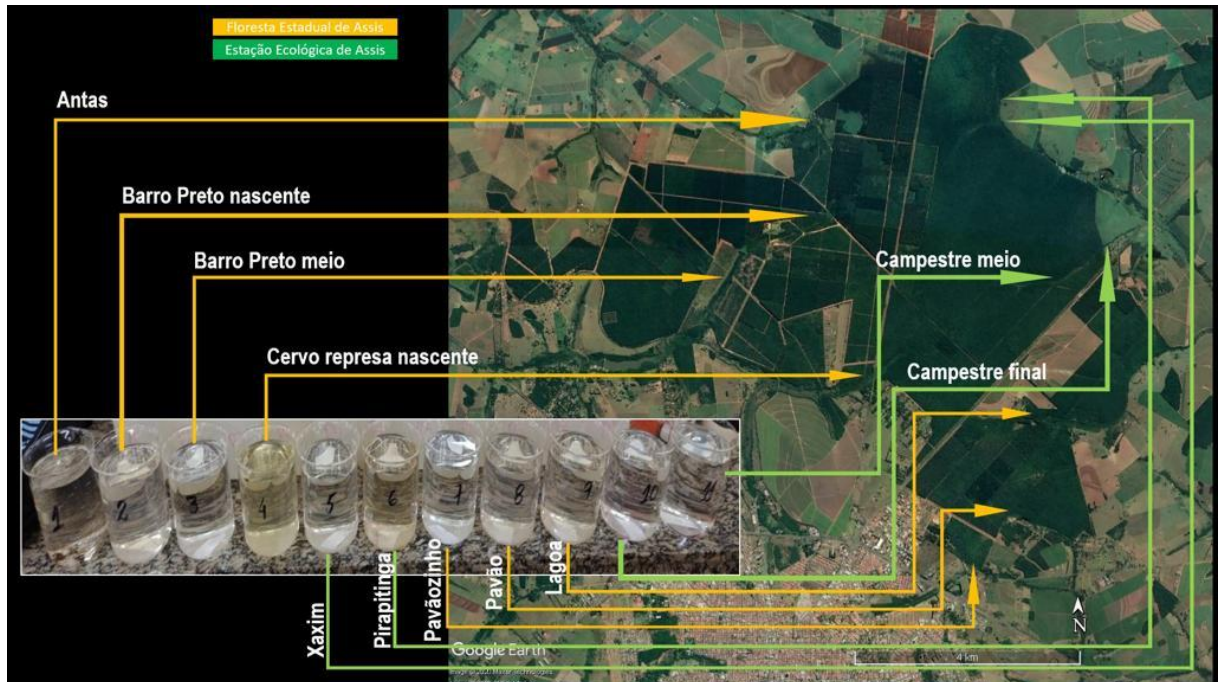 Floresta Estadual de Assis
Estação Ecológica de Assis
Antas
Barro Preto nascente
Barro Preto meio
Campestre meio
Cervo represa nascente
Campestre final
1
2
3
4
5
6
7
8
9
10
11
Xaxim
Pirapitinga
Pavãozinho
Pavão
Lagoa
Google Earth
N
4 km